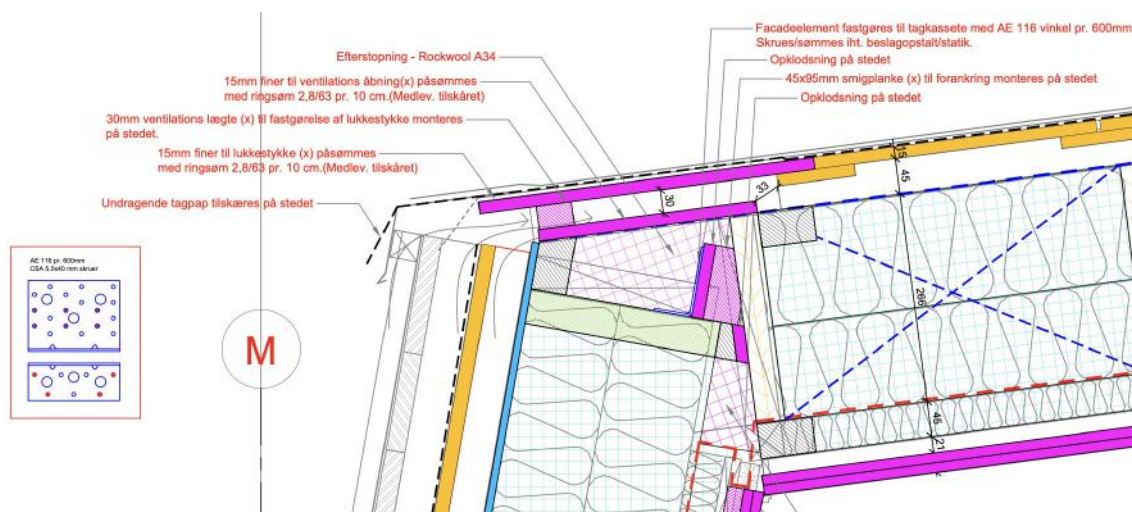 Facadeelement fastgøres til tagkassete med AE 116 vinkel pr. 600mm
Skrues/sømmes iht. beslagopstalt/statik.
Efterstopning - Rockwool A34
Opklodsning på stedet
15mm finer til ventilations åbning(x) påsømmes
med ringsøm 2,8/63 pr. 10 cm.(Medlev. tilskåret)
45x95mm smigplanke (x) til forankring monteres på stedet
Opklodsning på stedet
30mm ventilations lægte (x) til fastgørelse af lukkestykke monteres
på stedet.
15mm finer til lukkestykke (x) påsømmes
med ringsøm 2,8/63 pr. 10 cm.(Medlev. tilskåret)
Undragende tagpap tilskæres på stedet
15
45
33
30
266
AE 116 pr. 600mm
CSA 5,0x40 mm skruer
M
45
21